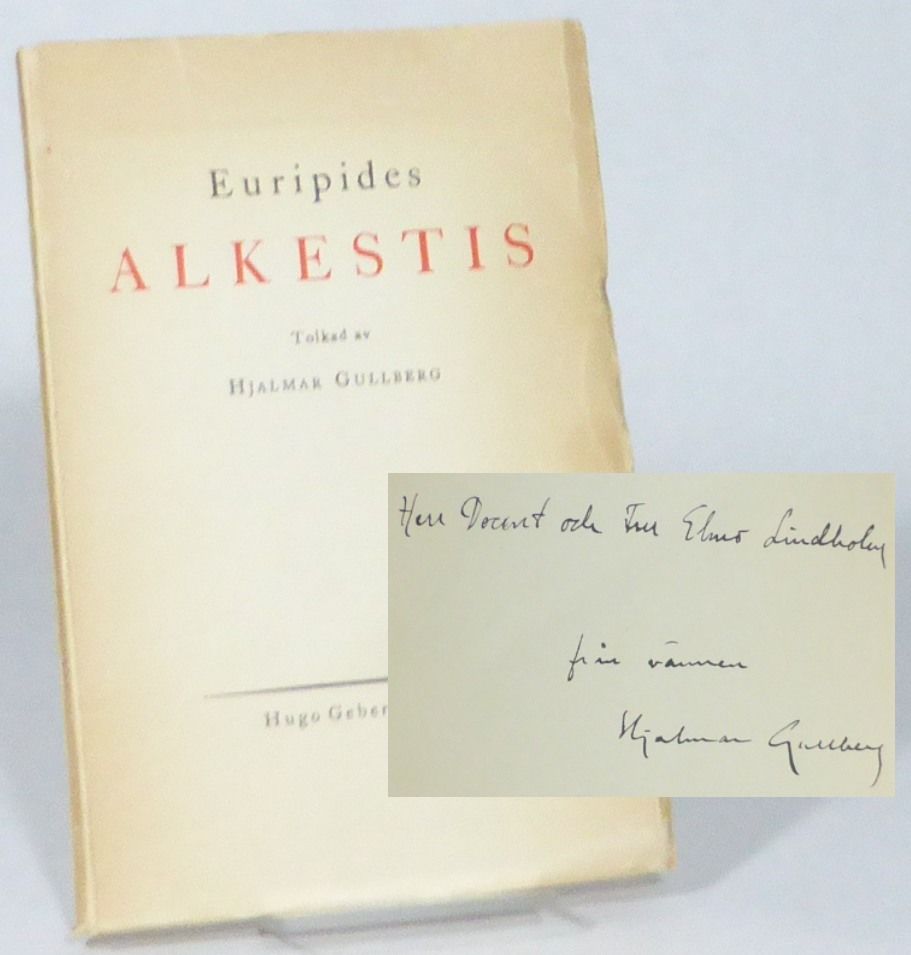 Euripides
ALKESTIS
Tolkad av
HJALMAR GULLBERG
Hugo Geber
Herr Docent och Fru Elmo Lindholm
från vännen
Hjalmar Gullberg